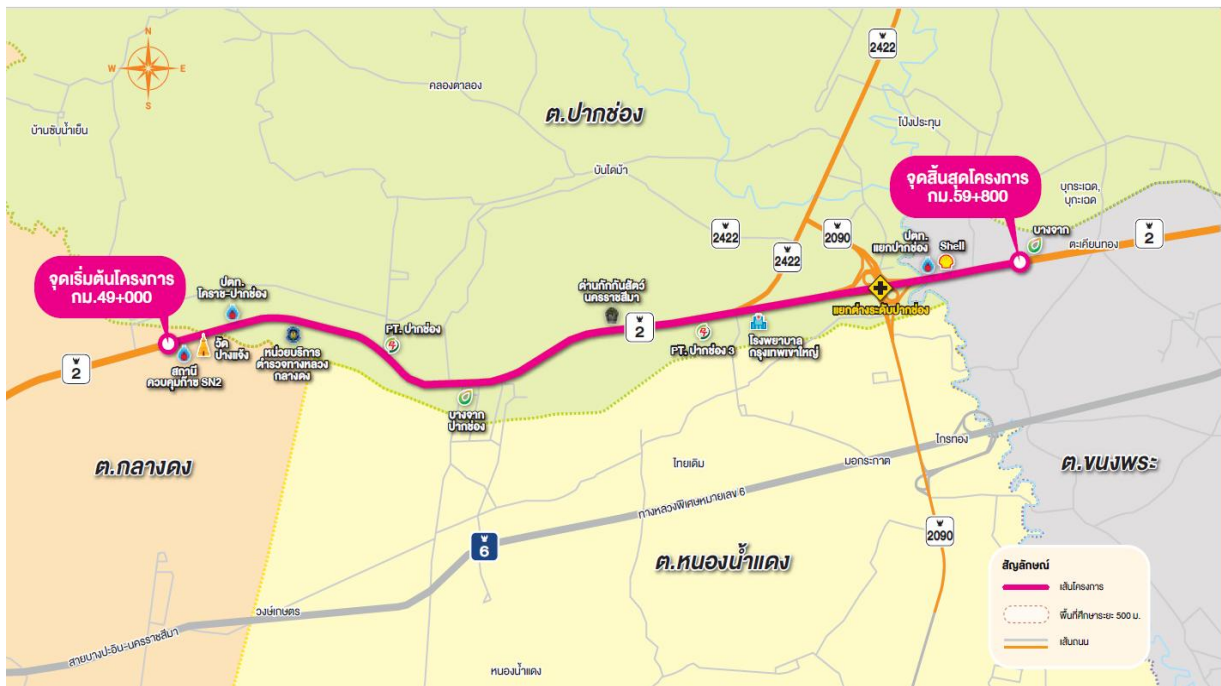 N
W
E
S
2422
คลองตาลอง
ต.ปากช่อง
บ้านซับน้ำเย็น
โป่งประทุน
บันไดม้า
จุดสิ้นสุดโครงการ
กม.59+800
บุกระเฉด,
บุกะเฉด
2422
2090
ปตท.
แยกปากช่อง
Shell
บางจาก
ตะเคียนทอง
2
2422
จุดเริ่มต้นโครงการ
กม.49+000
ปตท.
โคราช-ปากช่อง
ด่านกักกันสัตว์
นครราชสีมา
แยกต่างระดับปากช่อง
2
วัด
ปางแจ้ง
หน่วยบริการ
ตำรวจทางหลวง
กลางดง
PT. ปากช่อง
2
PT. ปากช่อง 3
โรงพยาบาล
กรุงเทพเขาใหญ่
สถานี
ควบคุมก๊าซ SN2
บางจาก
ปากช่อง
ไกรทอง
ต.กลางดง
ไทยเดิม
มอกระกาด
ต.ขนงพระ
ทางหลวงพิเศษหมายเลข 6
6
2090
ต.หนองน้ำแดง
สัญลักษณ์
เส้นโครงการ
พื้นที่ศึกษาระยะ 500 ม.
เส้นถนน
วงษ์เกษตร
สายบางปะอิน-นครราชสีมา
หนองน้ำแดง